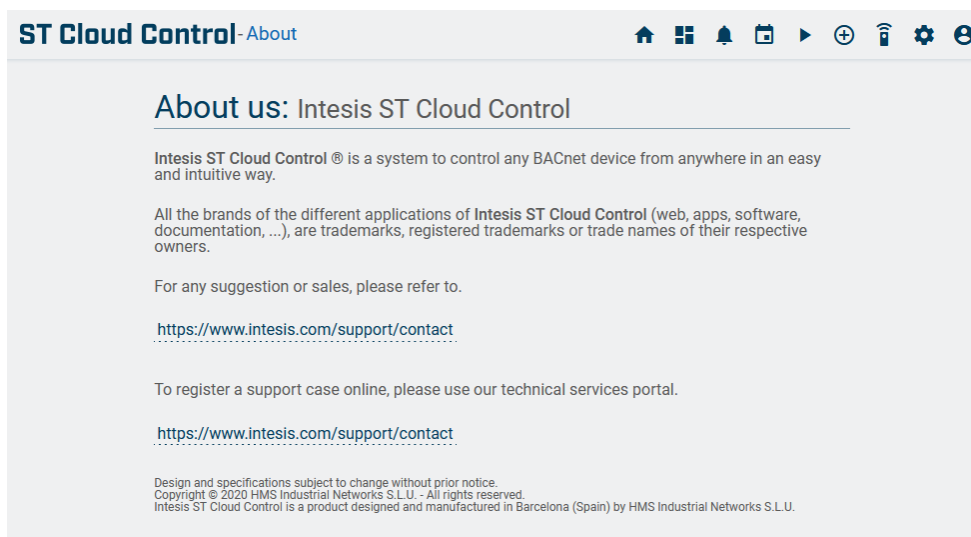 ST Cloud Control - About
About us: Intesis ST Cloud Control
Intesis ST Cloud Control ® is a system to control any BACnet device from anywhere in an easy
and intuitive way.
All the brands of the different applications of Intesis ST Cloud Control (web, apps, software,
documentation, ...), are trademarks, registered trademarks or trade names of their respective
owners.
For any suggestion or sales, please refer to.
https://www.intesis.com/support/contact
To register a support case online, please use our technical services portal.
https://www.intesis.com/support/contact
Design and specifications subject to change without prior notice.
Copyright © 2020 HMS Industrial Networks S.L.U. - All rights reserved.
Intesis ST Cloud Control is a product designed and manufactured in Barcelona (Spain) by HMS Industrial Networks S.L.U.